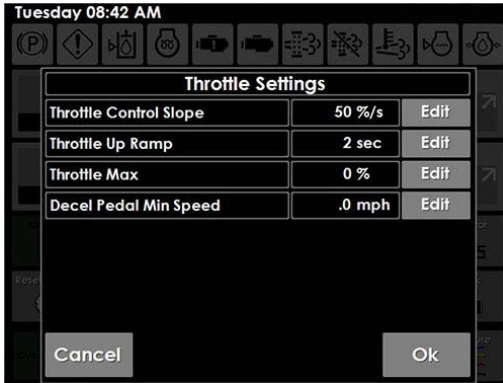 Tuesday 08:42 AM
Throttle Settings
Throttle Control Slope 50 %/s Edit
Throttle Up Ramp 2 sec Edit
Throttle Max 0 % Edit
Decel Pedal Min Speed .0 mph Edit
Cancel Ok